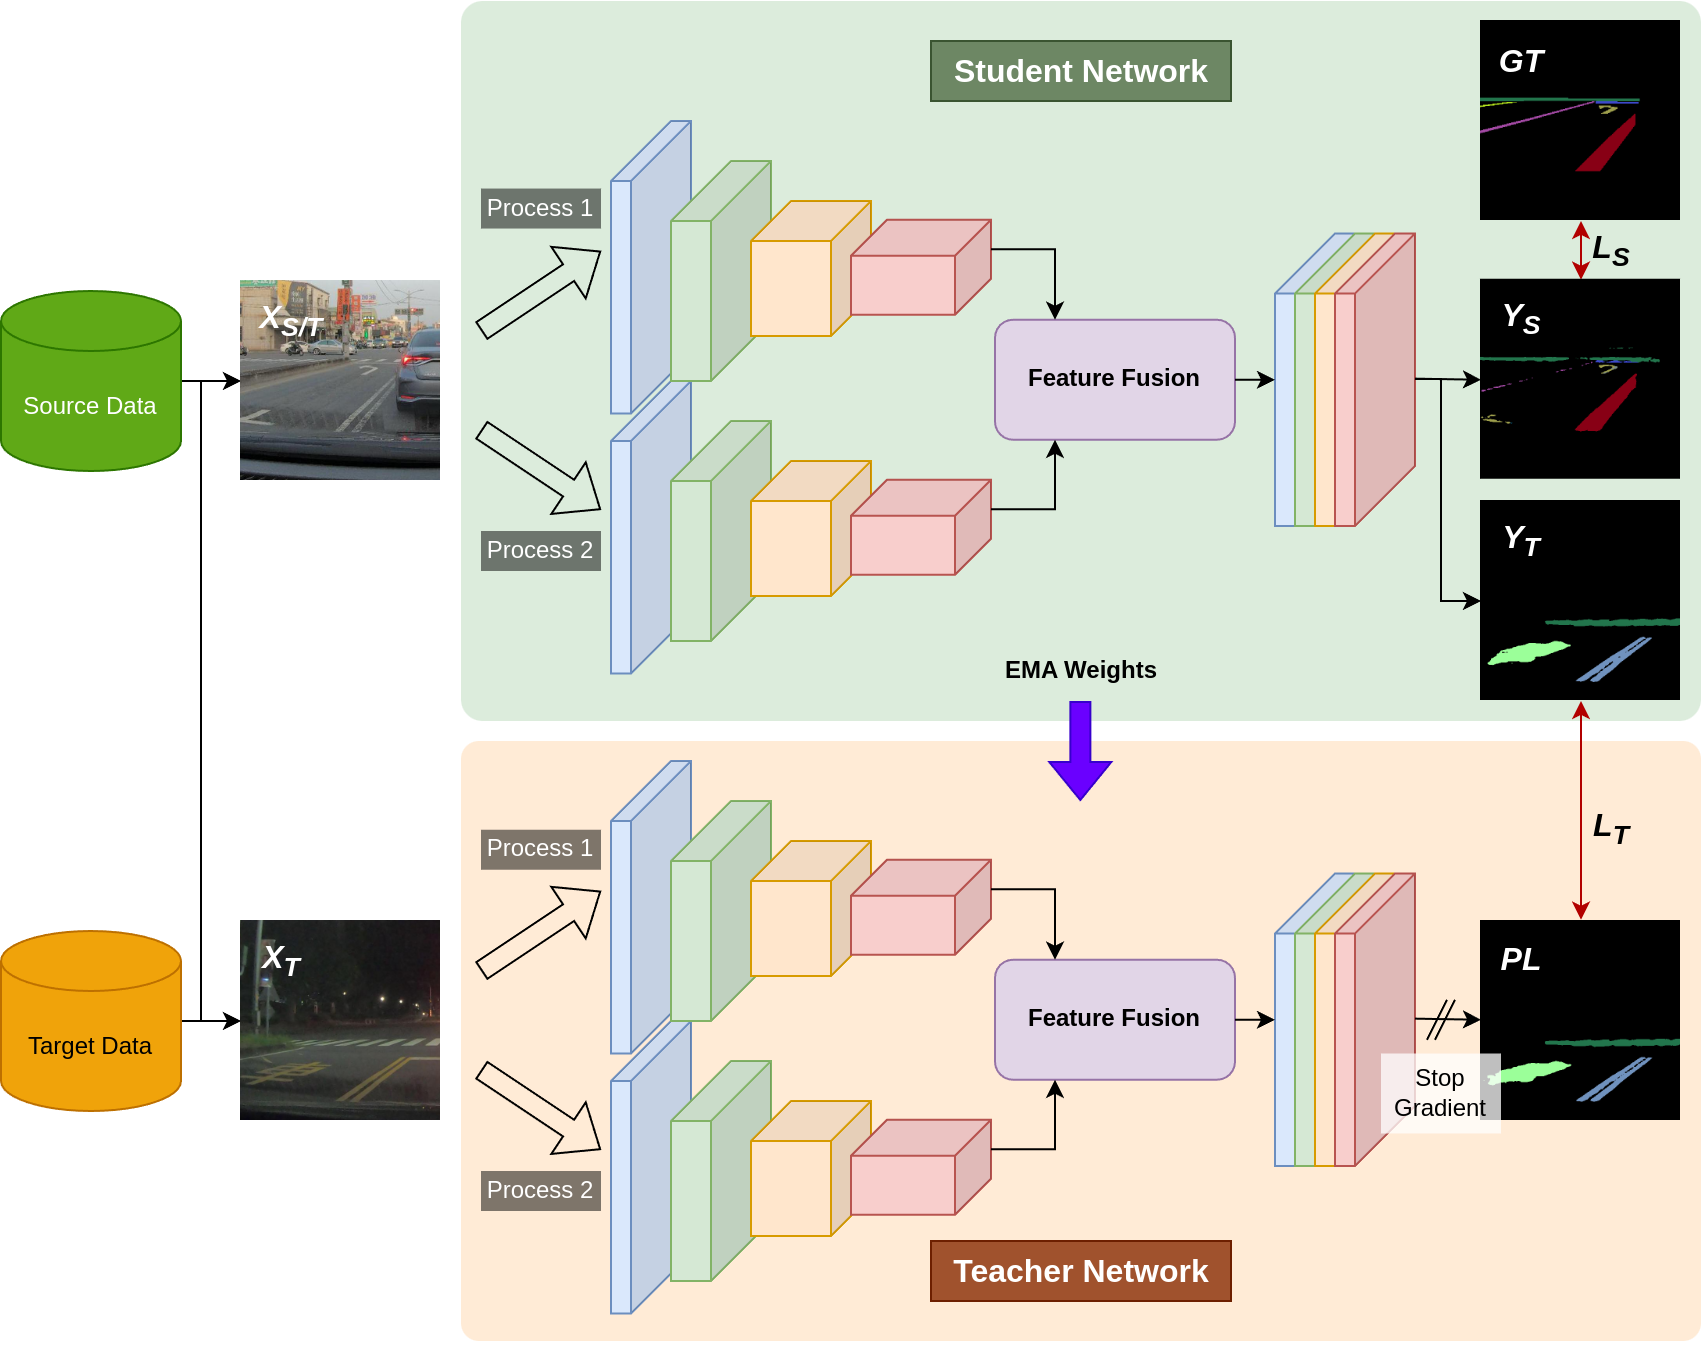 Student Network
GT
Process 1
L_S
X_S/T
Y_S
Source Data
Feature Fusion
Process 2
Y_T
EMA Weights
L_T
Process 1
X_T
PL
Target Data
Feature Fusion
Stop
Gradient
Process 2
Teacher Network